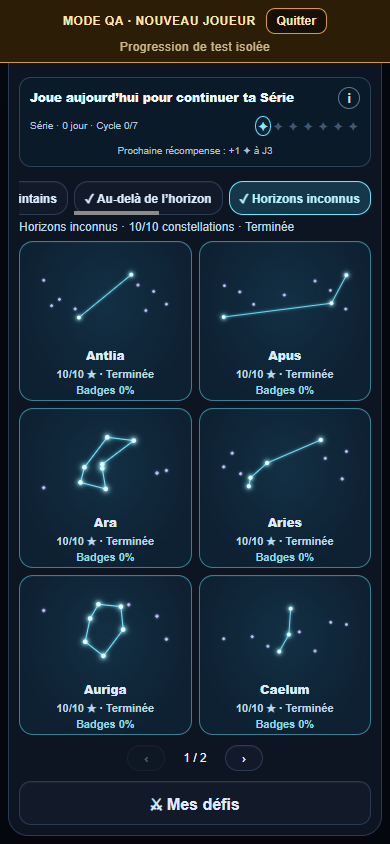 MODE QA · NOUVEAU JOUEUR
Quitter
Progression de test isolée
Joue aujourd'hui pour continuer ta Série
i
Série · 0 jour · Cycle 0/7
Prochaine récompense : +1 ✦ à J3
intains
✓ Au-delà de l'horizon
✓ Horizons inconnus
Horizons inconnus · 10/10 constellations · Terminée
Antlia
10/10 ★ · Terminée
Badges 0%
Apus
10/10 ★ · Terminée
Badges 0%
Ara
10/10 ★ · Terminée
Badges 0%
Aries
10/10 ★ · Terminée
Badges 0%
Auriga
10/10 ★ · Terminée
Badges 0%
Caelum
10/10 ★ · Terminée
Badges 0%
‹ 1 / 2 ›
⚔ Mes défis